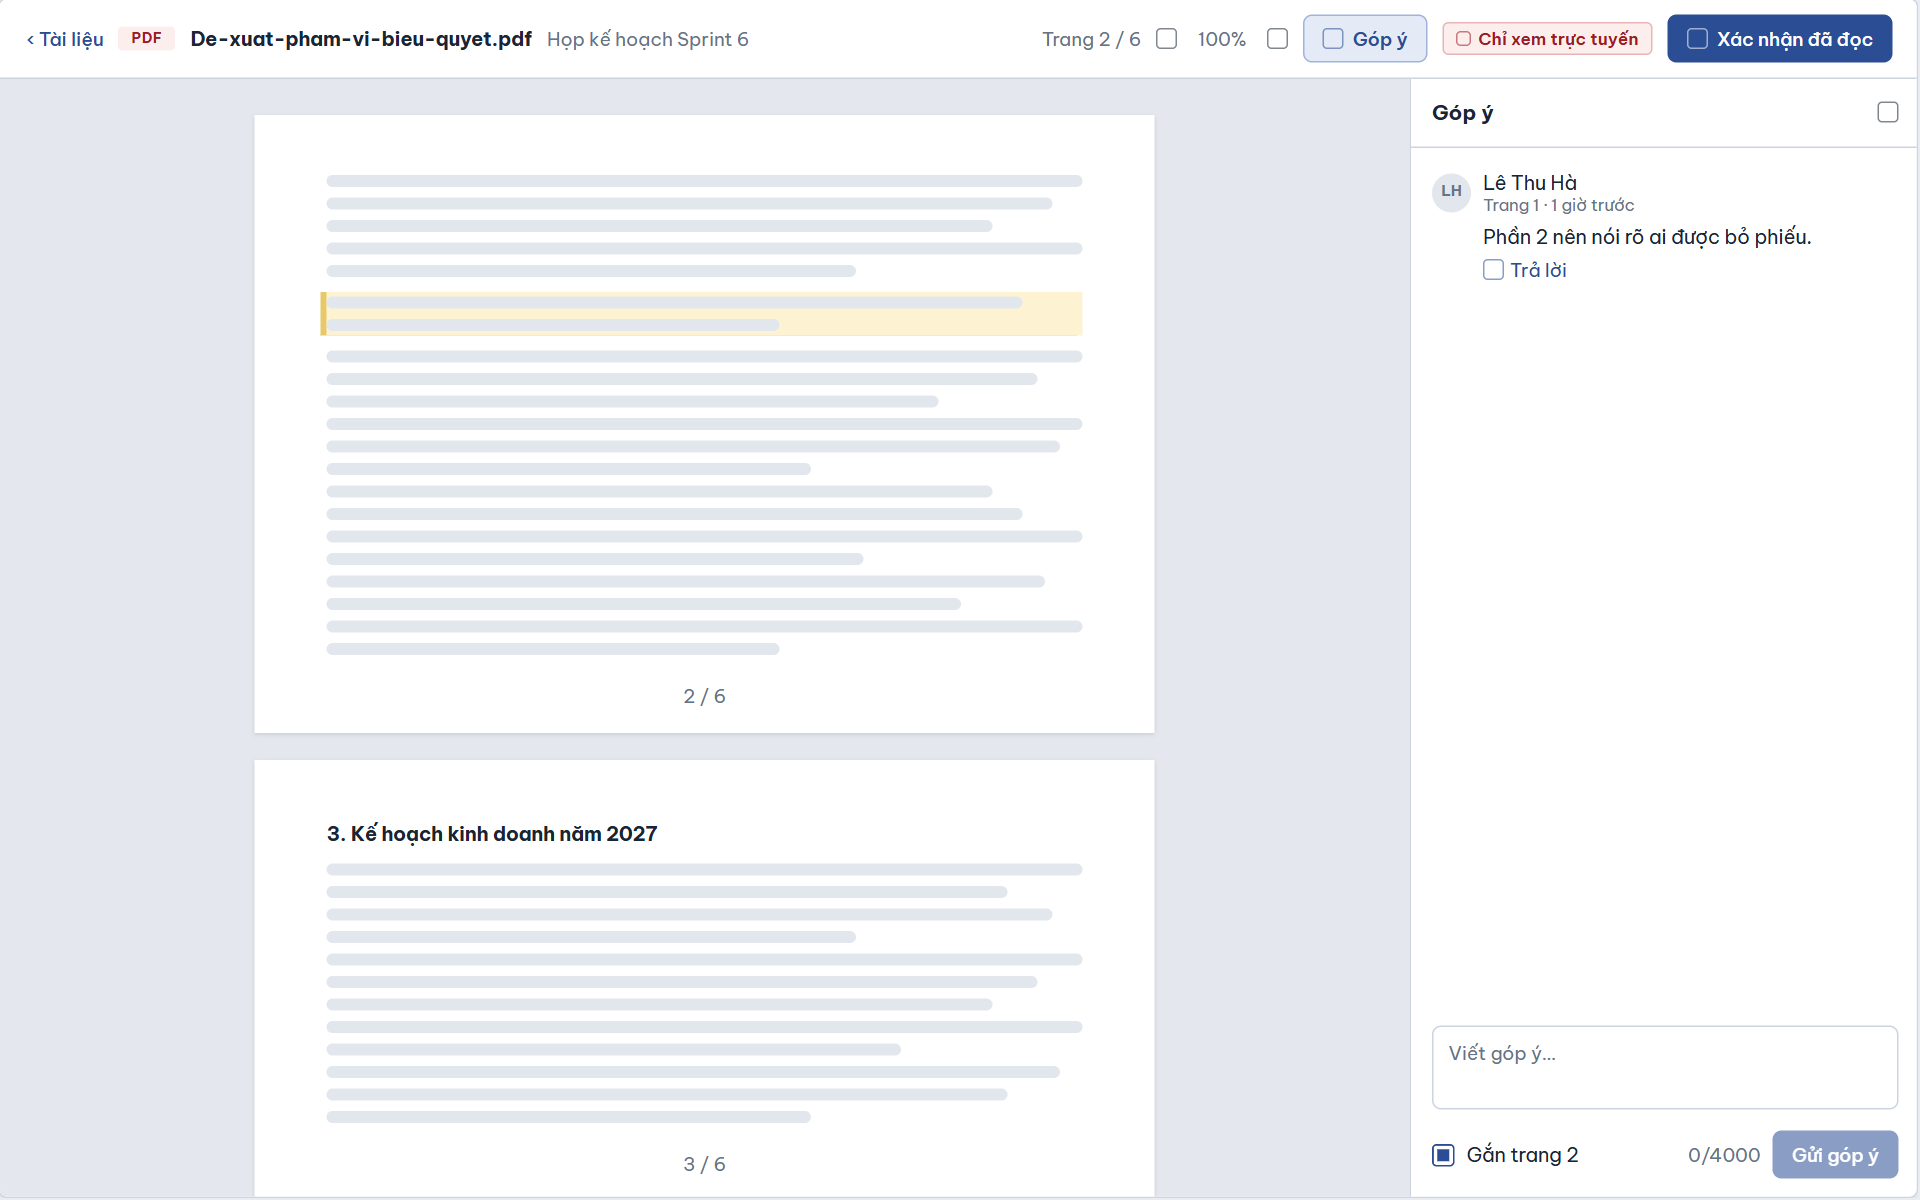 ‹ Tài liệu PDF De-xuat-pham-vi-bieu-quyet.pdf Họp kế hoạch Sprint 6 Trang 2 / 6 100% Góp ý Chỉ xem trực tuyến Xác nhận đã đọc
2 / 6
3. Kế hoạch kinh doanh năm 2027
3 / 6
Góp ý
LH
Lê Thu Hà
Trang 1 · 1 giờ trước
Phần 2 nên nói rõ ai được bỏ phiếu.
Trả lời
Viết góp ý...
Gắn trang 2 0/4000 Gửi góp ý